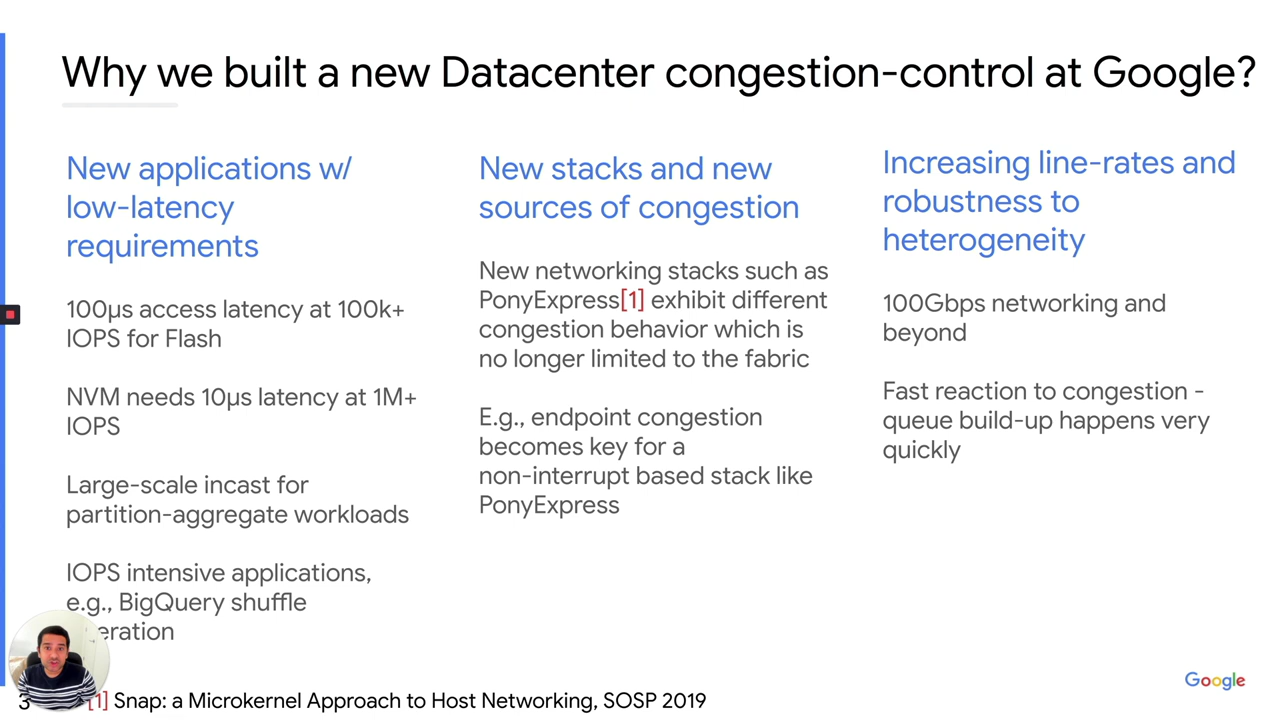 Why we built a new Datacenter congestion-control at Google?
New applications w/
low-latency
requirements
100µs access latency at 100k+
IOPS for Flash
NVM needs 10µs latency at 1M+
IOPS
Large-scale incast for
partition-aggregate workloads
IOPS intensive applications,
e.g., BigQuery shuffle
eration
New stacks and new
sources of congestion
New networking stacks such as
PonyExpress[1] exhibit different
congestion behavior which is
no longer limited to the fabric
E.g., endpoint congestion
becomes key for a
non-interrupt based stack like
PonyExpress
Increasing line-rates and
robustness to
heterogeneity
100Gbps networking and
beyond
Fast reaction to congestion -
queue build-up happens very
quickly
Google
3
[1] Snap: a Microkernel Approach to Host Networking, SOSP 2019